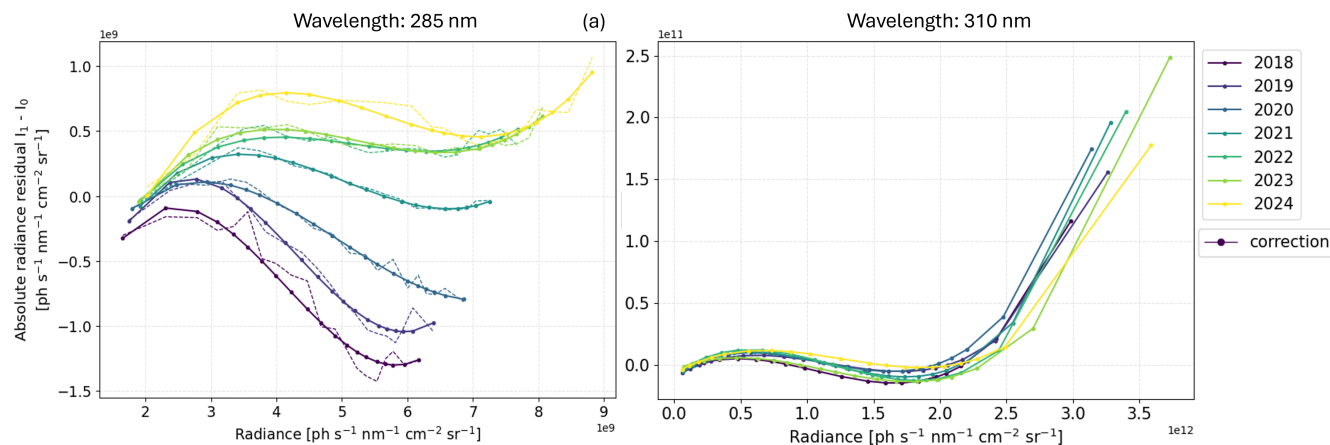 Wavelength: 285 nm
(a)
Wavelength: 310 nm
1e9
1.0
0.5
0.0
−0.5
−1.0
−1.5
Absolute radiance residual I₁ - I₀
[ph s⁻¹ nm⁻¹ cm⁻² sr⁻¹]
2 3 4 5 6 7 8 9
1e9
Radiance [ph s⁻¹ nm⁻¹ cm⁻² sr⁻¹]
1e11
2.5
2.0
1.5
1.0
0.5
0.0
0.0 0.5 1.0 1.5 2.0 2.5 3.0 3.5
1e12
Radiance [ph s⁻¹ nm⁻¹ cm⁻² sr⁻¹]
2018
2019
2020
2021
2022
2023
2024
correction